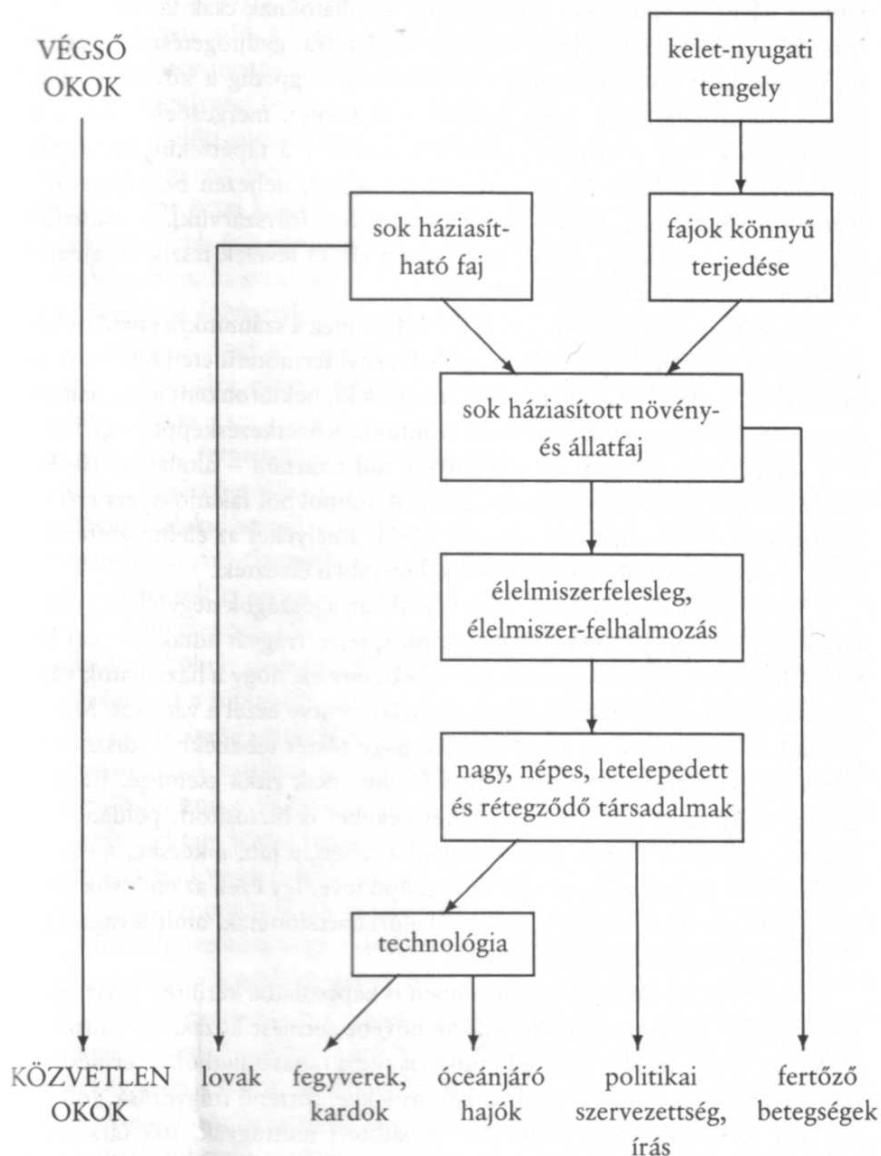 VÉGSŐ
OKOK
kelet-nyugati
tengely
sok háziasít-
ható faj
fajok könnyű
terjedése
sok háziasított növény-
és állatfaj
élelmiszerfelesleg,
élelmiszer-felhalmozás
nagy, népes, letelepedett
és rétegződő társadalmak
technológia
KÖZVETLEN
OKOK
lovak
fegyverek,
kardok
óceánjáró
hajók
politikai
szervezettség,
írás
fertőző
betegségek